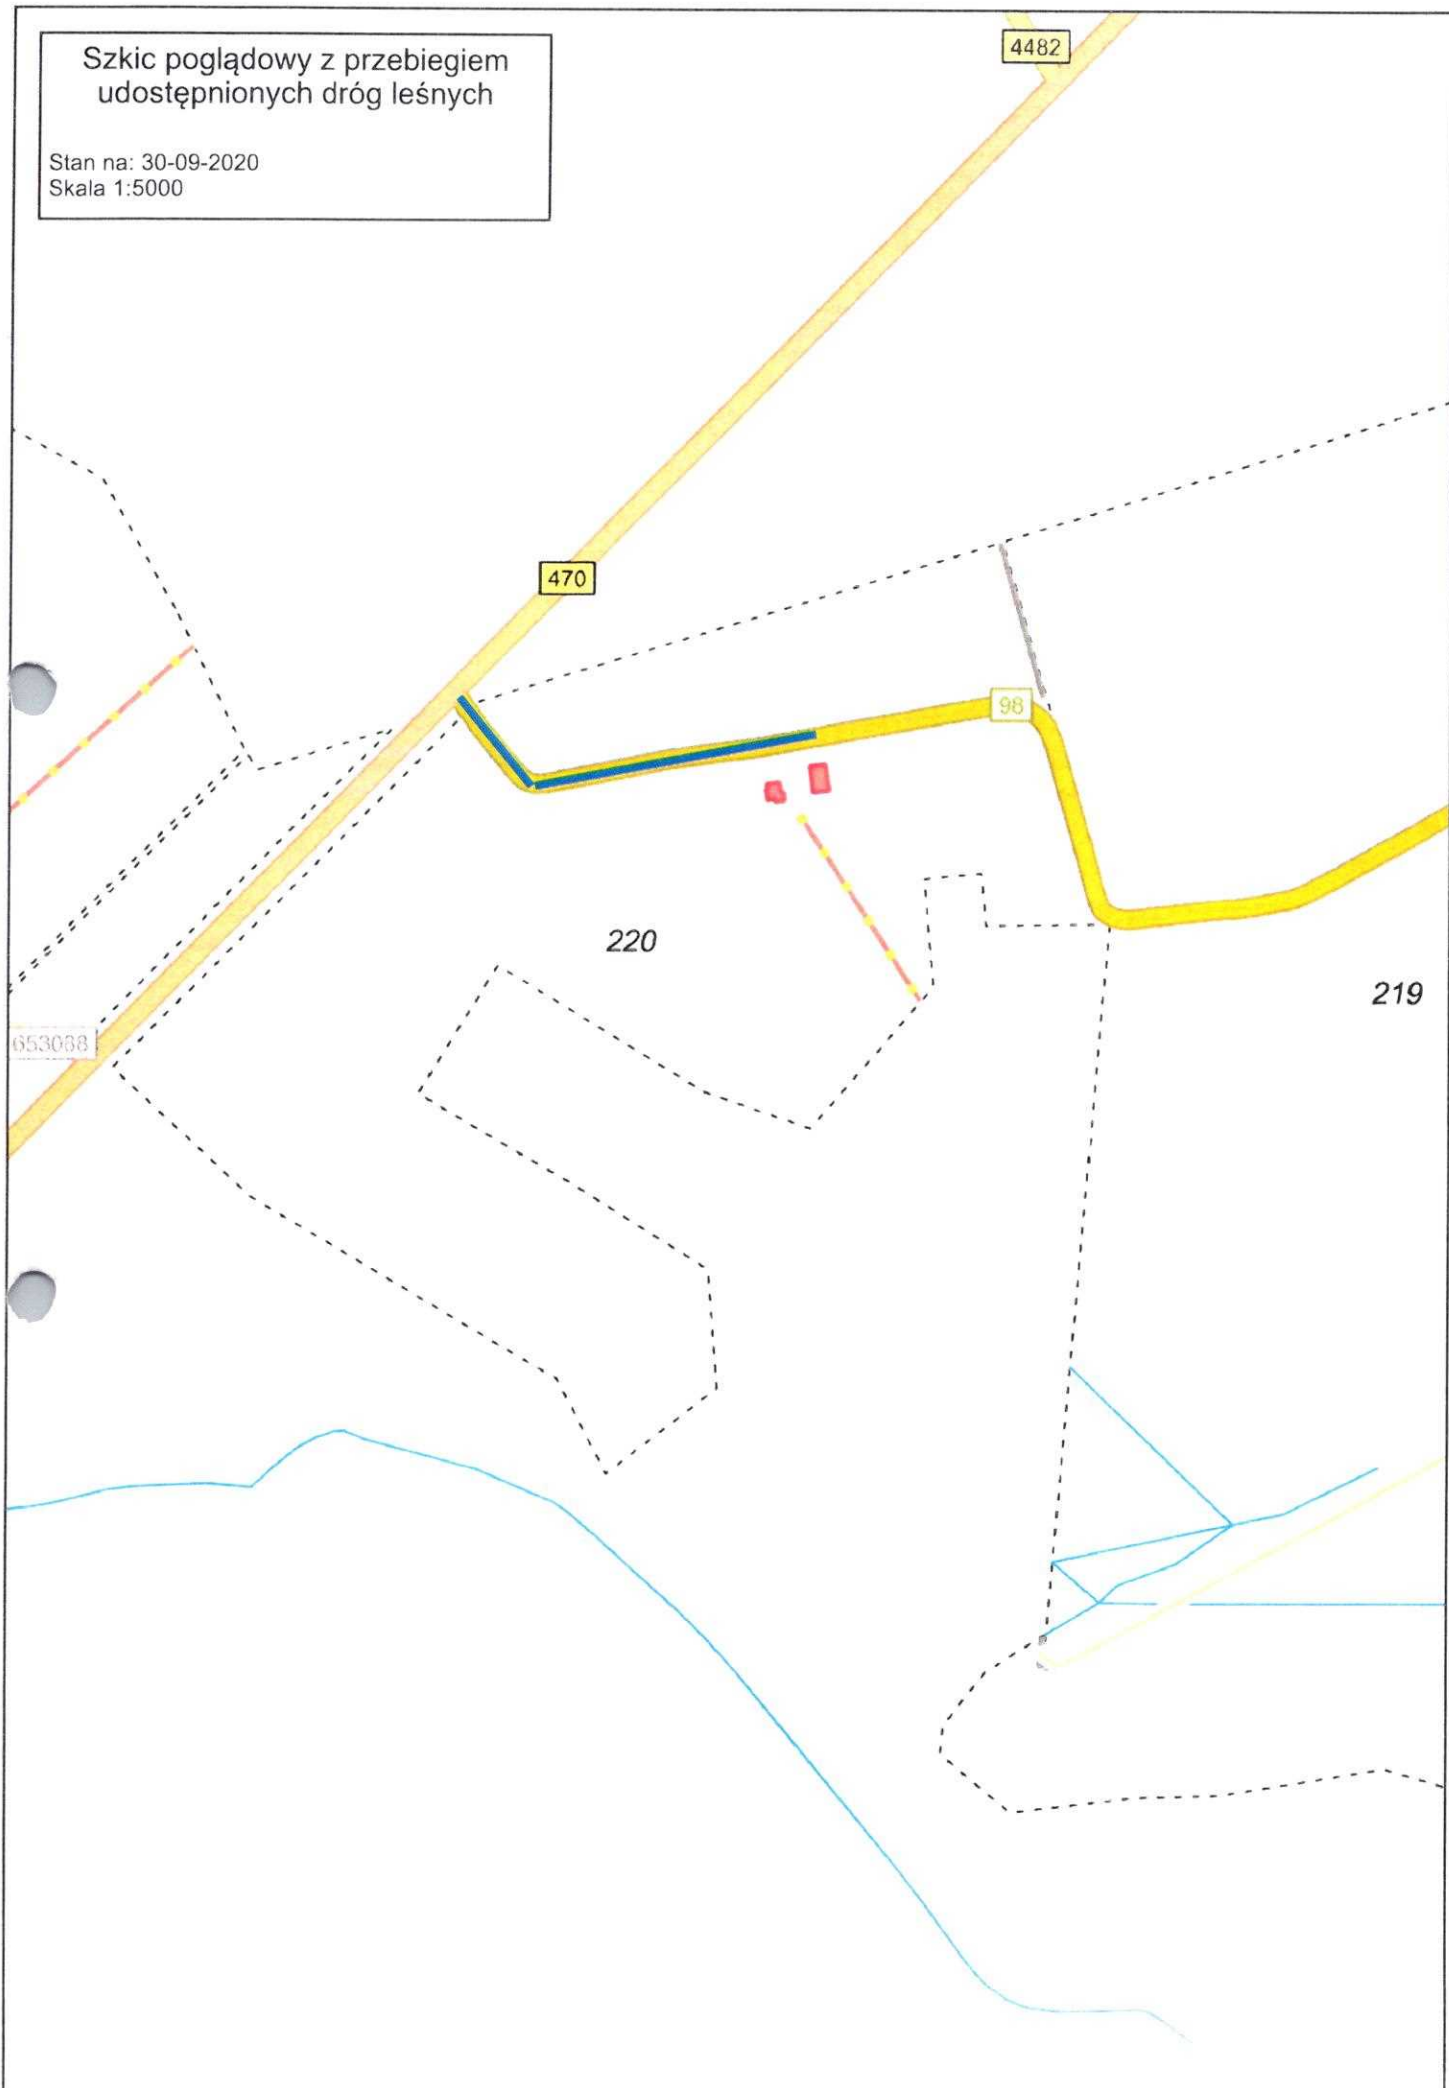 Szkic poglądowy z przebiegiem
udostępnionych dróg leśnych
Stan na: 30-09-2020
Skala 1:5000
4482
470
98
220
219
653088